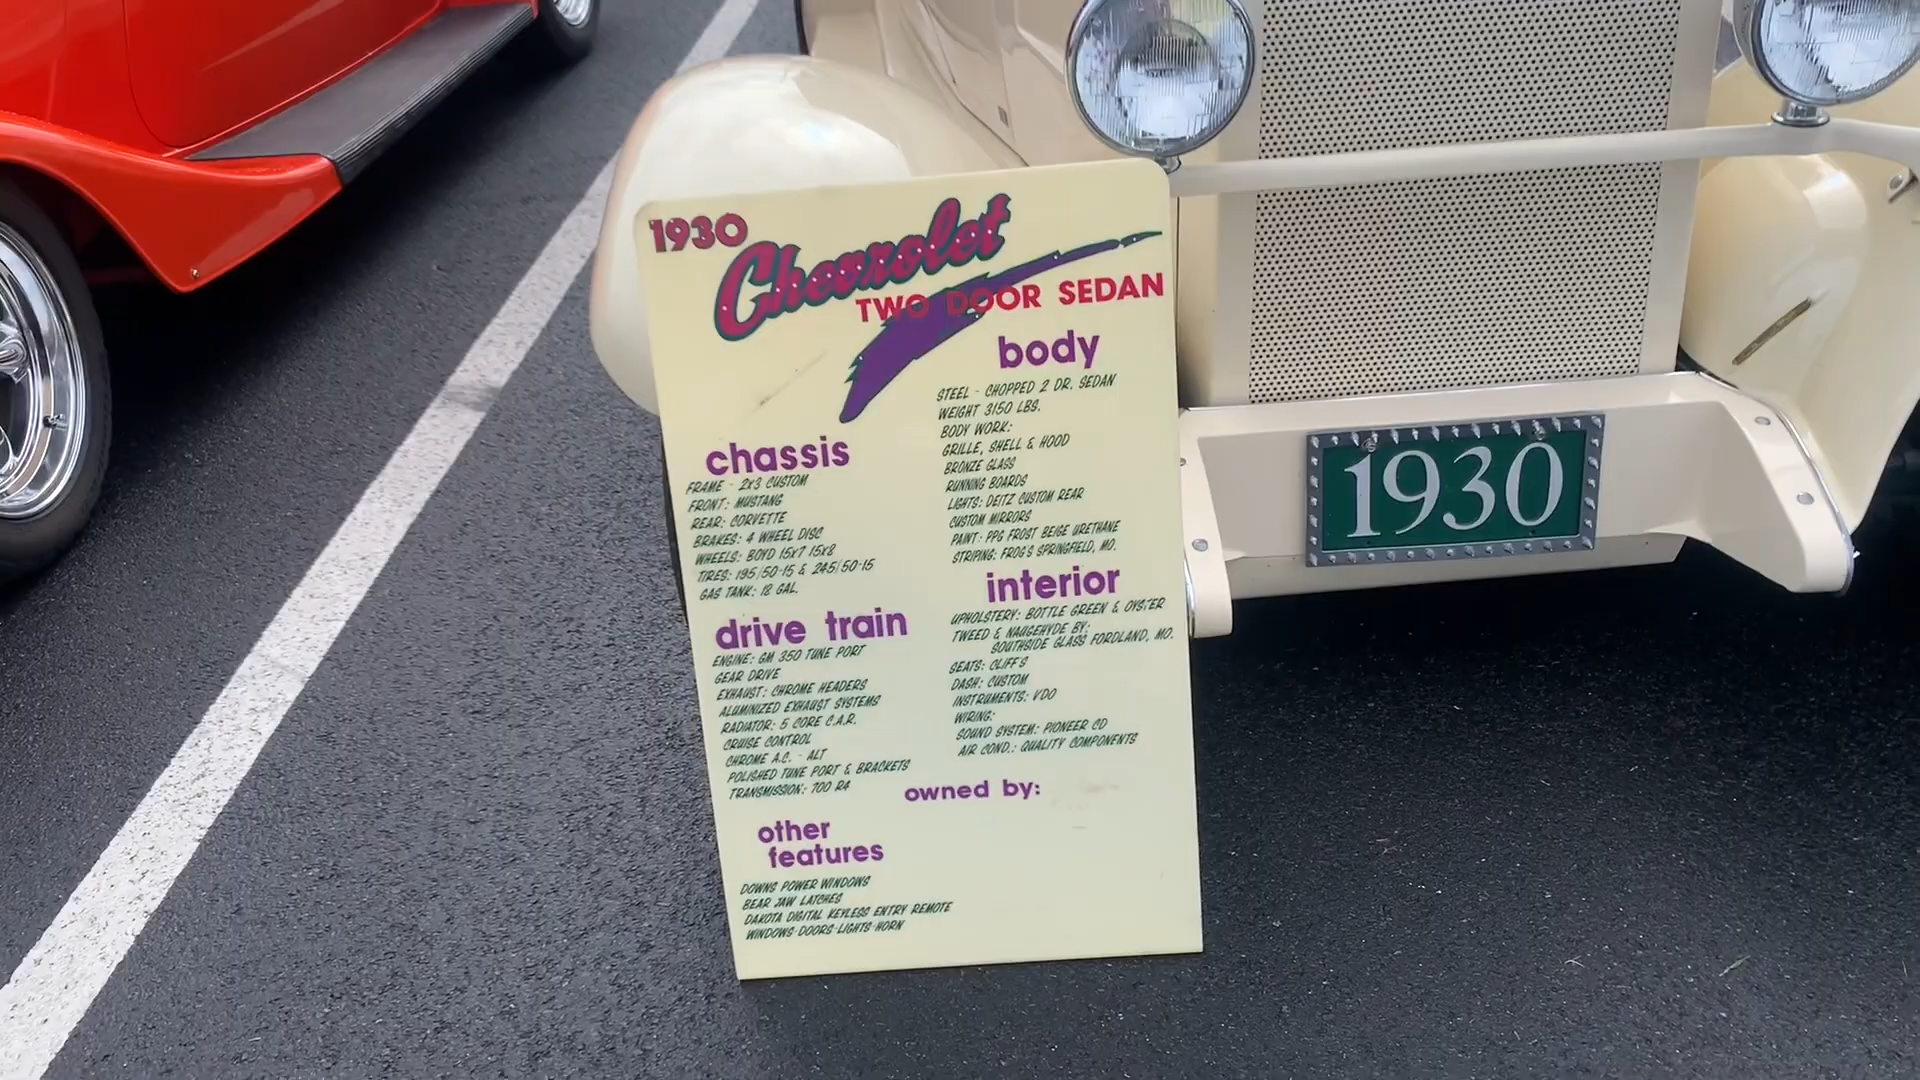 1930
Chevrolet
TWO DOOR SEDAN
chassis
FRAME - 2x3 CUSTOM
FRONT: MUSTANG
REAR: CORVETTE
BRAKES: 4 WHEEL DISC
WHEELS: BOYD 15x7 15x8
TIRES: 195/50-15 & 245/50-15
GAS TANK: 12 GAL.
drive train
ENGINE: GM 350 TUNE PORT
GEAR DRIVE
EXHAUST: CHROME HEADERS
ALUMINIZED EXHAUST SYSTEMS
RADIATOR: 5 CORE C.A.R.
CRUISE CONTROL
CHROME A.C. - ALT
POLISHED TUNE PORT & BRACKETS
TRANSMISSION: 700 R4
other
features
DOWNS POWER WINDOWS
BEAR JAW LATCHES
DAKOTA DIGITAL KEYLESS ENTRY REMOTE
WINDOWS-DOORS-LIGHTS-HORN
body
STEEL - CHOPPED 2 DR. SEDAN
WEIGHT 3150 LBS.
BODY WORK:
GRILLE, SHELL & HOOD
BRONZE GLASS
RUNNING BOARDS
LIGHTS: DEITZ CUSTOM REAR
CUSTOM MIRRORS
PAINT: PPG FROST BEIGE URETHANE
STRIPING: FROG'S SPRINGFIELD, MO.
interior
UPHOLSTERY: BOTTLE GREEN & OYSTER
TWEED & NAUGEHYDE BY:
SOUTHSIDE GLASS FORDLAND, MO.
SEATS: CLIFF'S
DASH: CUSTOM
INSTRUMENTS: VDO
WIRING:
SOUND SYSTEM: PIONEER CD
AIR COND.: QUALITY COMPONENTS
owned by:
1930